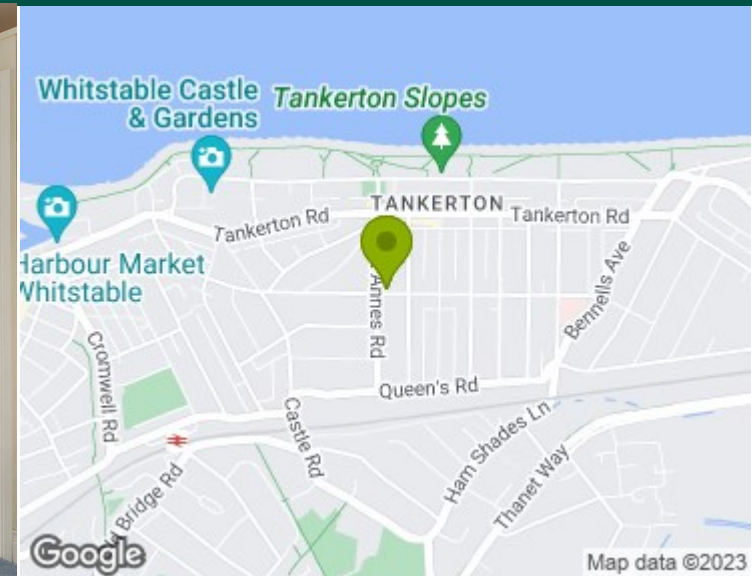 Whitstable Castle
& Gardens
Tankerton Slopes
TANKERTON
Tankerton Rd
Tankerton Rd
Harbour Market
Whitstable
Annes Rd
Bennells Ave
Cromwell Rd
Queen's Rd
Castle Rd
Ham Shades Ln
Thanet Way
Bridge Rd
Google
Map data ©2023